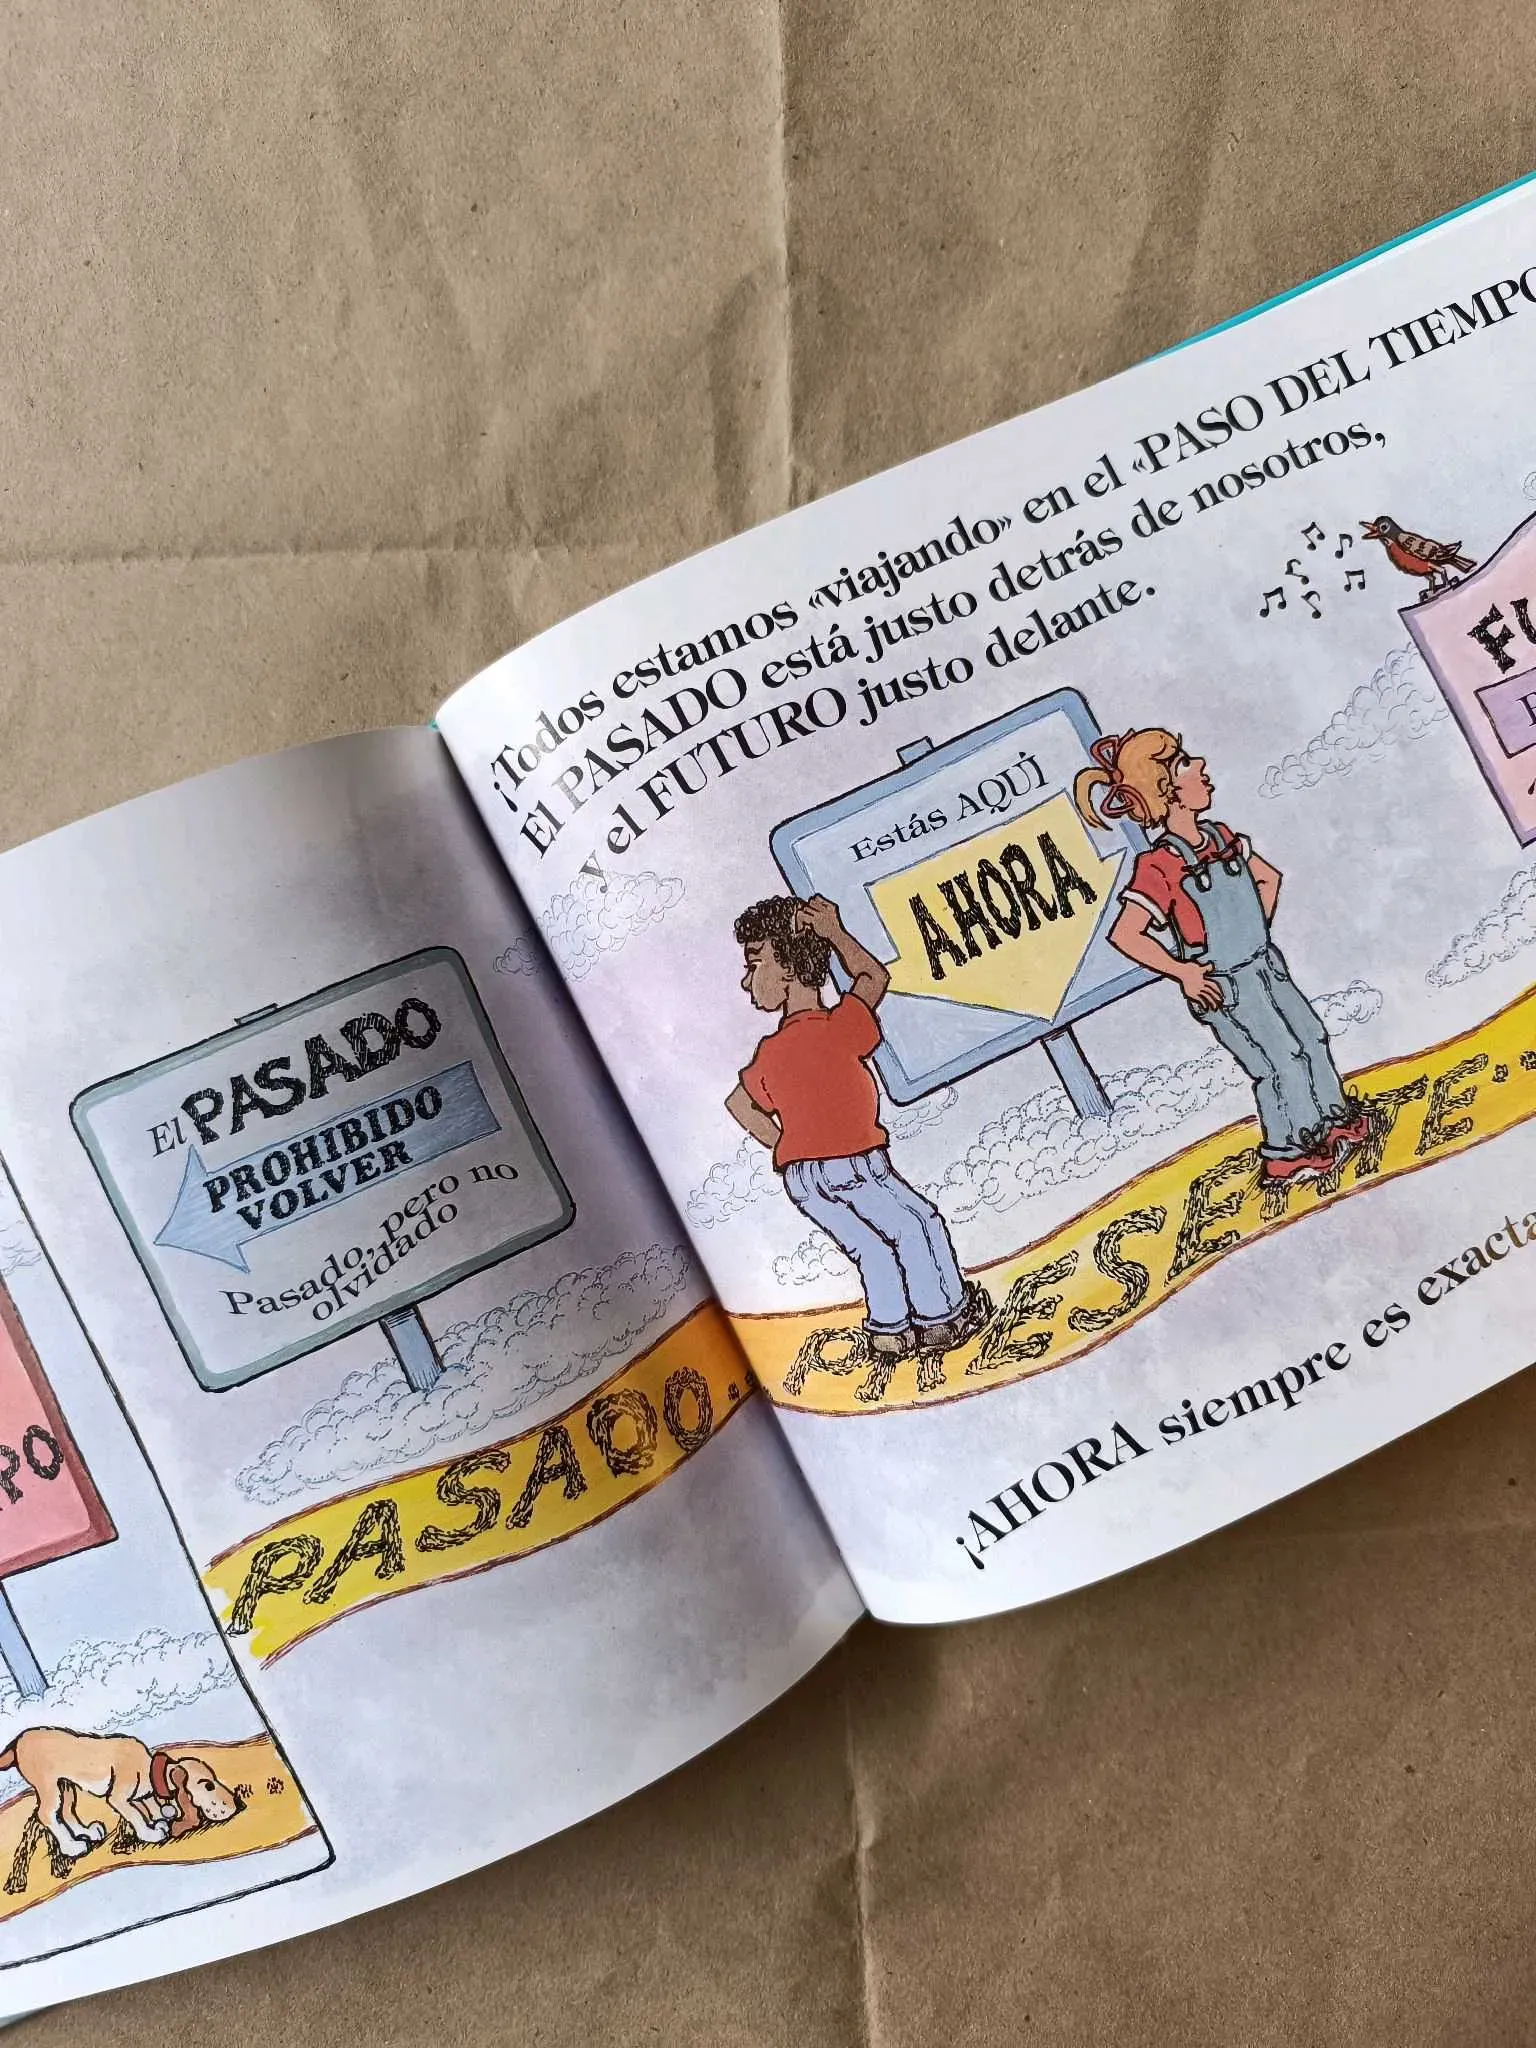 El PASADO
PROHIBIDO
VOLVER
Pasado, pero no
olvidado
PASADO...
¡Todos estamos «viajando» en el «PASO DEL TIEMPO
El PASADO está justo detrás de nosotros,
y el FUTURO justo delante.
Estás AQUÍ
AHORA
PRESENTE...
¡AHORA siempre es